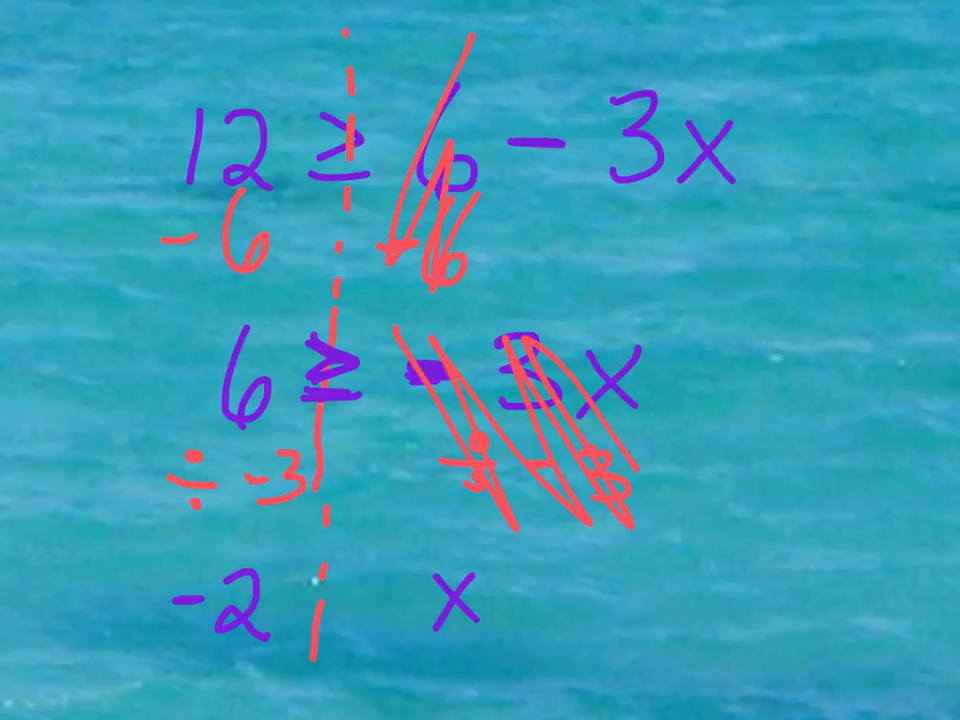 12 ≥ 6 - 3x
- 6 - 6
6 ≥ - 3x
÷ -3 ÷ -3
-2 x